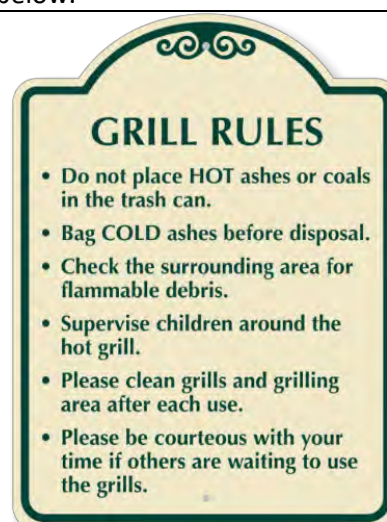 below:
GRILL RULES
• Do not place HOT ashes or coals
in the trash can.
• Bag COLD ashes before disposal.
• Check the surrounding area for
flammable debris.
• Supervise children around the
hot grill.
• Please clean grills and grilling
area after each use.
• Please be courteous with your
time if others are waiting to use
the grills.